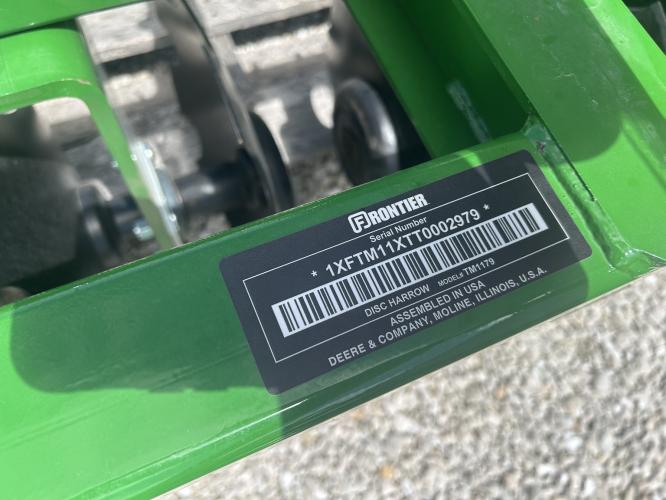 FRONTIER
Serial Number
* 1XFTM11XTT0002979 *
DISC HARROW MODEL# TM1179
ASSEMBLED IN USA
DEERE & COMPANY, MOLINE, ILLINOIS, U.S.A.